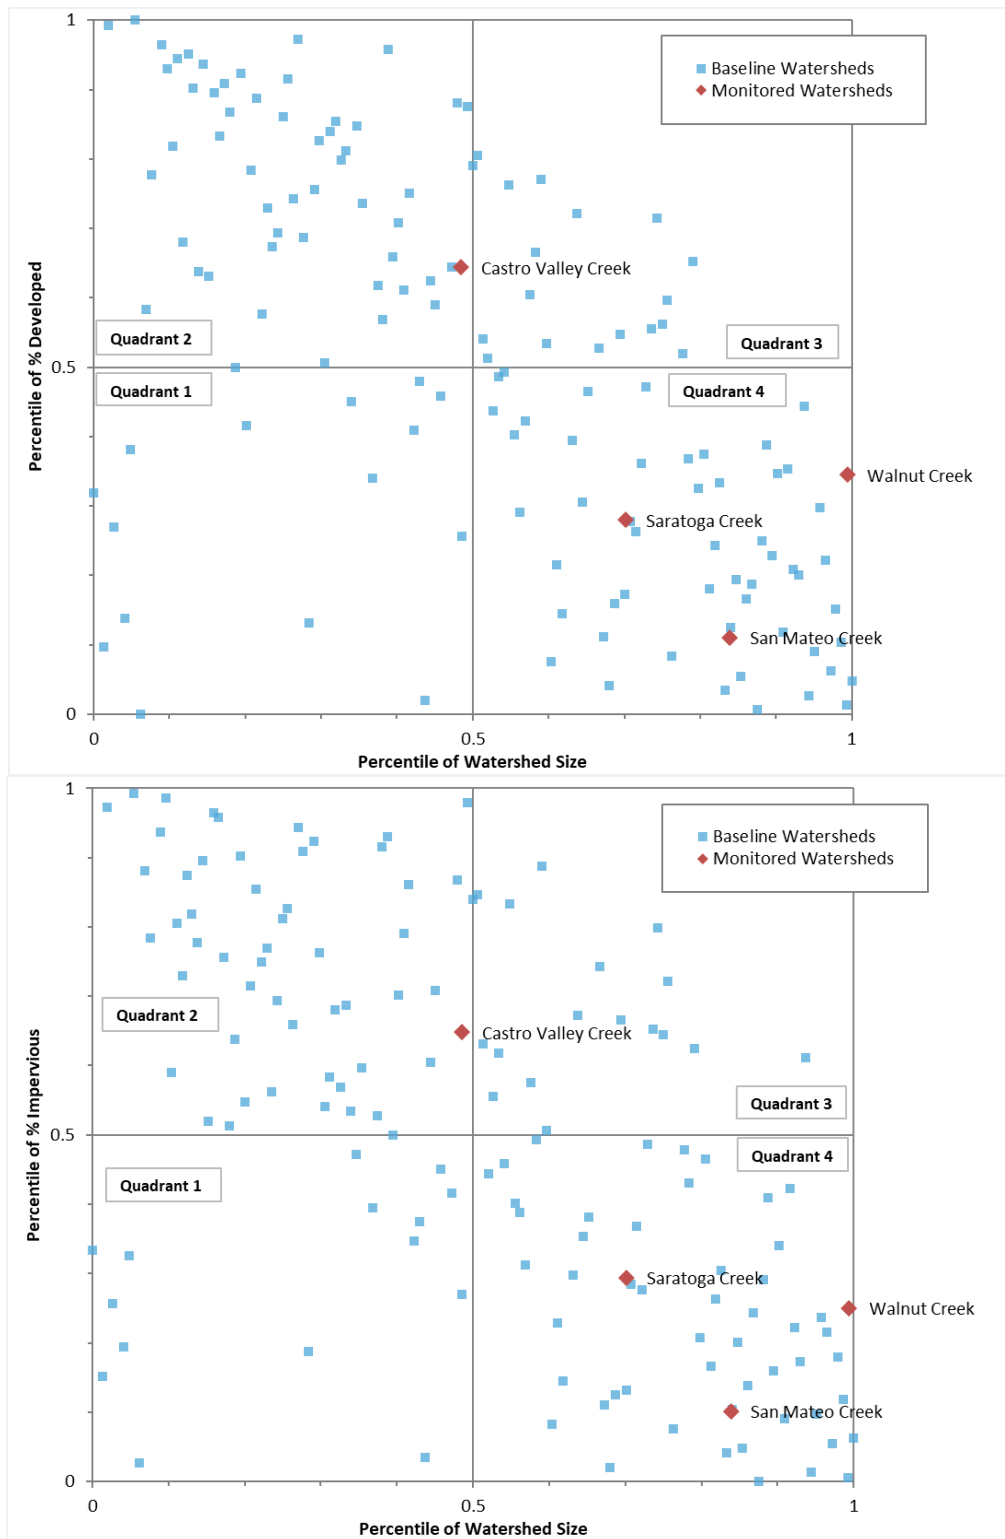 1
Baseline Watersheds
Monitored Watersheds
Castro Valley Creek
Quadrant 2
Quadrant 3
0.5
Quadrant 1
Quadrant 4
Walnut Creek
Saratoga Creek
San Mateo Creek
Percentile of % Developed
0
0
0.5
1
Percentile of Watershed Size
1
Baseline Watersheds
Monitored Watersheds
Quadrant 2
Castro Valley Creek
Quadrant 3
0.5
Quadrant 4
Quadrant 1
Saratoga Creek
Walnut Creek
San Mateo Creek
Percentile of % Impervious
0
0
0.5
1
Percentile of Watershed Size